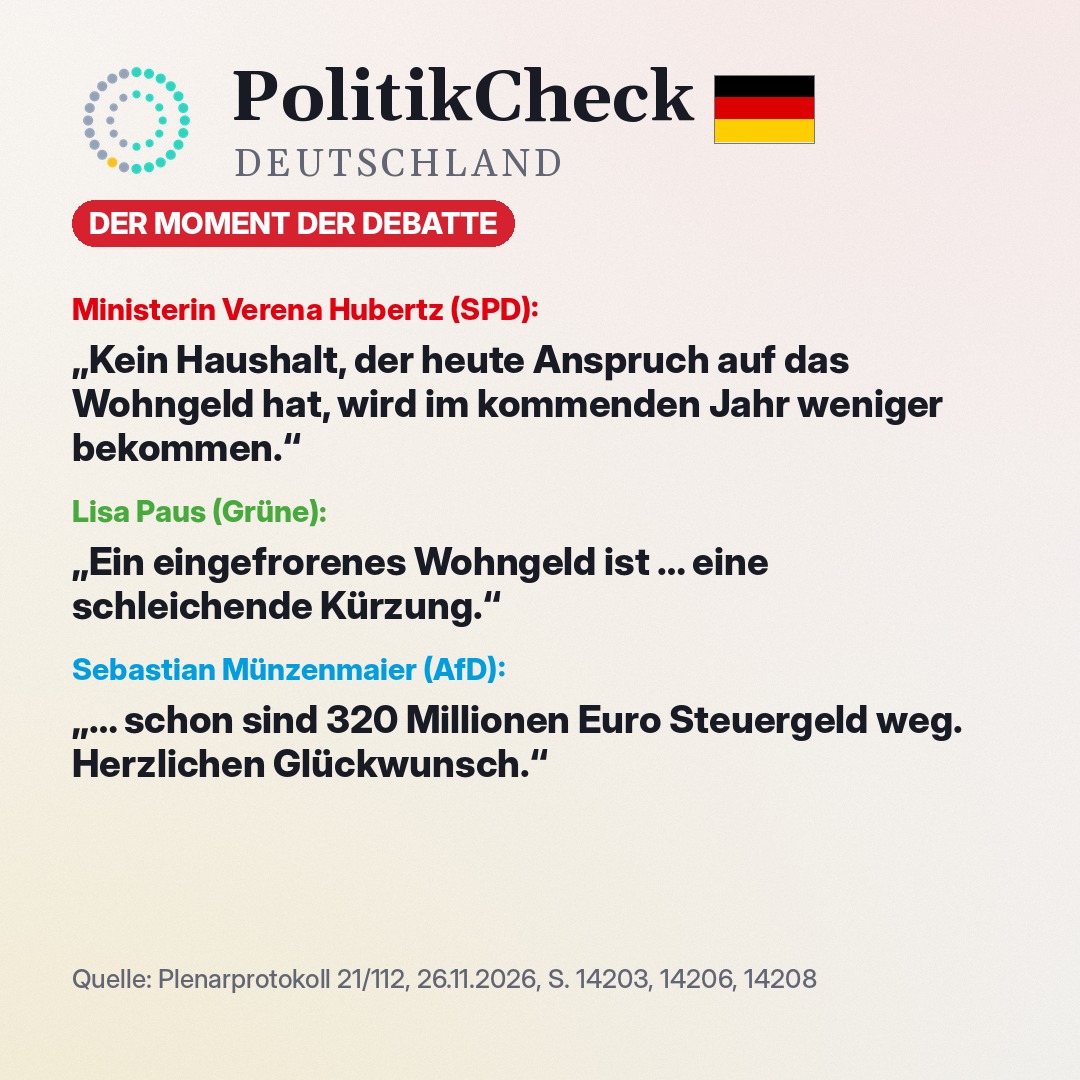 PolitikCheck
DEUTSCHLAND
DER MOMENT DER DEBATTE
Ministerin Verena Hubertz (SPD):
„Kein Haushalt, der heute Anspruch auf das
Wohngeld hat, wird im kommenden Jahr weniger
bekommen.“
Lisa Paus (Grüne):
„Ein eingefrorenes Wohngeld ist ... eine
schleichende Kürzung.“
Sebastian Münzenmaier (AfD):
„... schon sind 320 Millionen Euro Steuergeld weg.
Herzlichen Glückwunsch.“
Quelle: Plenarprotokoll 21/112, 26.11.2026, S. 14203, 14206, 14208